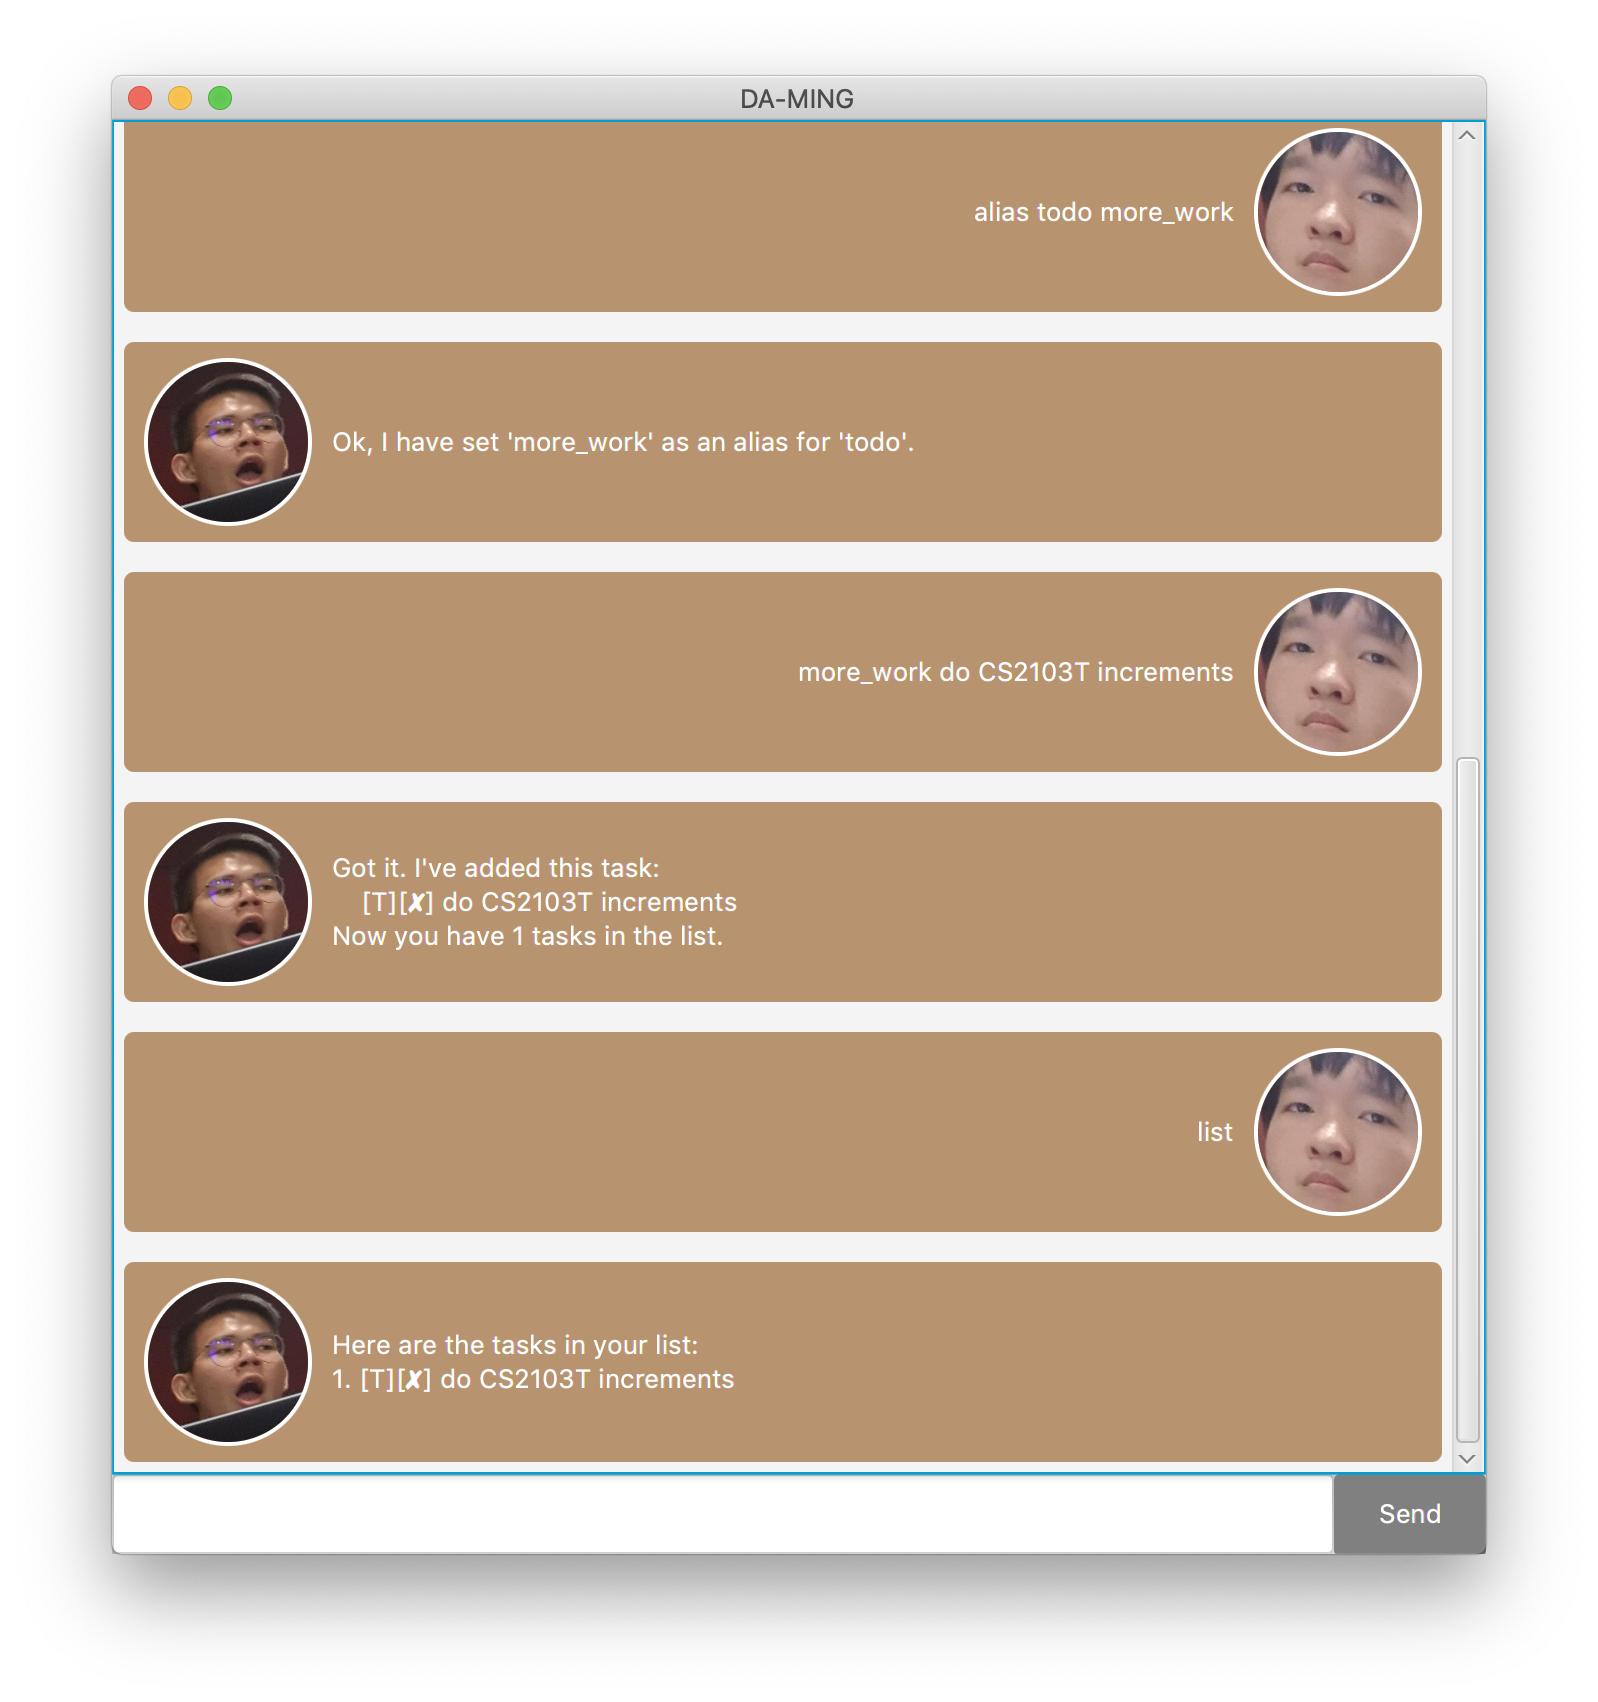 DA-MING
alias todo more_work
Ok, I have set 'more_work' as an alias for 'todo'.
more_work do CS2103T increments
Got it. I've added this task:
[T][✘] do CS2103T increments
Now you have 1 tasks in the list.
list
Here are the tasks in your list:
1. [T][✘] do CS2103T increments
Send